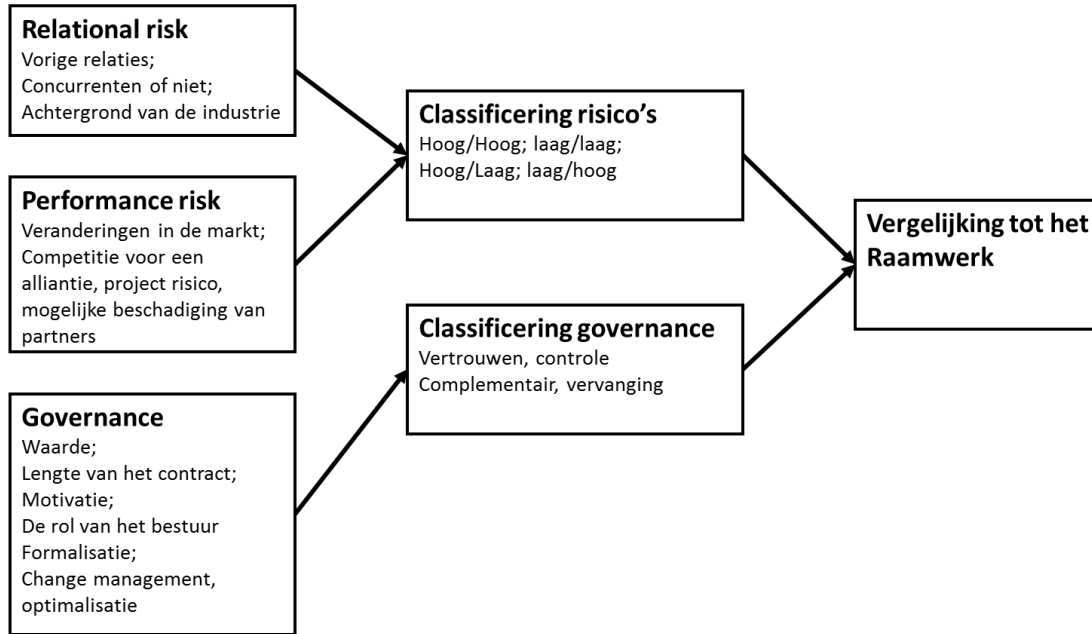 Relational risk
Vorige relaties;
Concurrenten of niet;
Achtergrond van de industrie
Performance risk
Veranderingen in de markt;
Competitie voor een
alliantie, project risico,
mogelijke beschadiging van
partners
Governance
Waarde;
Lengte van het contract;
Motivatie;
De rol van het bestuur
Formalisatie;
Change management,
optimalisatie
Classificering risico’s
Hoog/Hoog; laag/laag;
Hoog/Laag; laag/hoog
Classificering governance
Vertrouwen, controle
Complementair, vervanging
Vergelijking tot het
Raamwerk